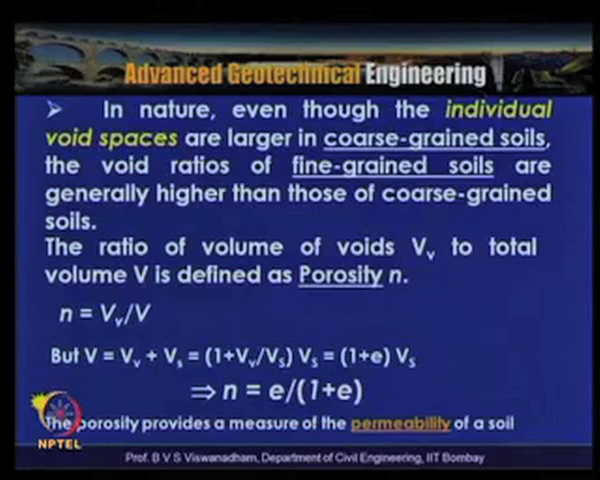 Advanced Geotechnical Engineering
➢ In nature, even though the individual
void spaces are larger in coarse-grained soils,
the void ratios of fine-grained soils are
generally higher than those of coarse-grained
soils.
The ratio of volume of voids Vᵥ to total
volume V is defined as Porosity n.
n = Vᵥ/V
But V = Vᵥ + Vₛ = (1+Vᵥ/Vₛ) Vₛ = (1+e) Vₛ
⇒ n = e/(1+e)
The porosity provides a measure of the permeability of a soil
NPTEL
Prof. B V S Viswanadham, Department of Civil Engineering, IIT Bombay